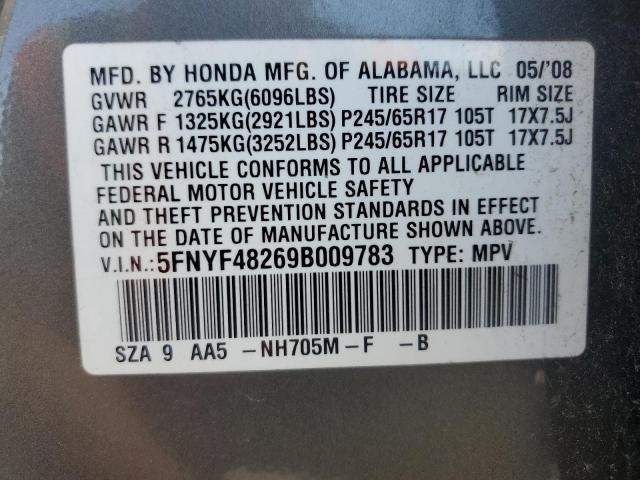 MFD. BY HONDA MFG. OF ALABAMA, LLC 05/'08
GVWR 2765KG(6096LBS) TIRE SIZE RIM SIZE
GAWR F 1325KG(2921LBS) P245/65R17 105T 17X7.5J
GAWR R 1475KG(3252LBS) P245/65R17 105T 17X7.5J
THIS VEHICLE CONFORMS TO ALL APPLICABLE
FEDERAL MOTOR VEHICLE SAFETY
AND THEFT PREVENTION STANDARDS IN EFFECT
ON THE DATE OF MANUFACTURE SHOWN ABOVE.
V.I.N.: 5FNYF48269B009783 TYPE: MPV
SZA 9 AA5 -NH705M-F -B